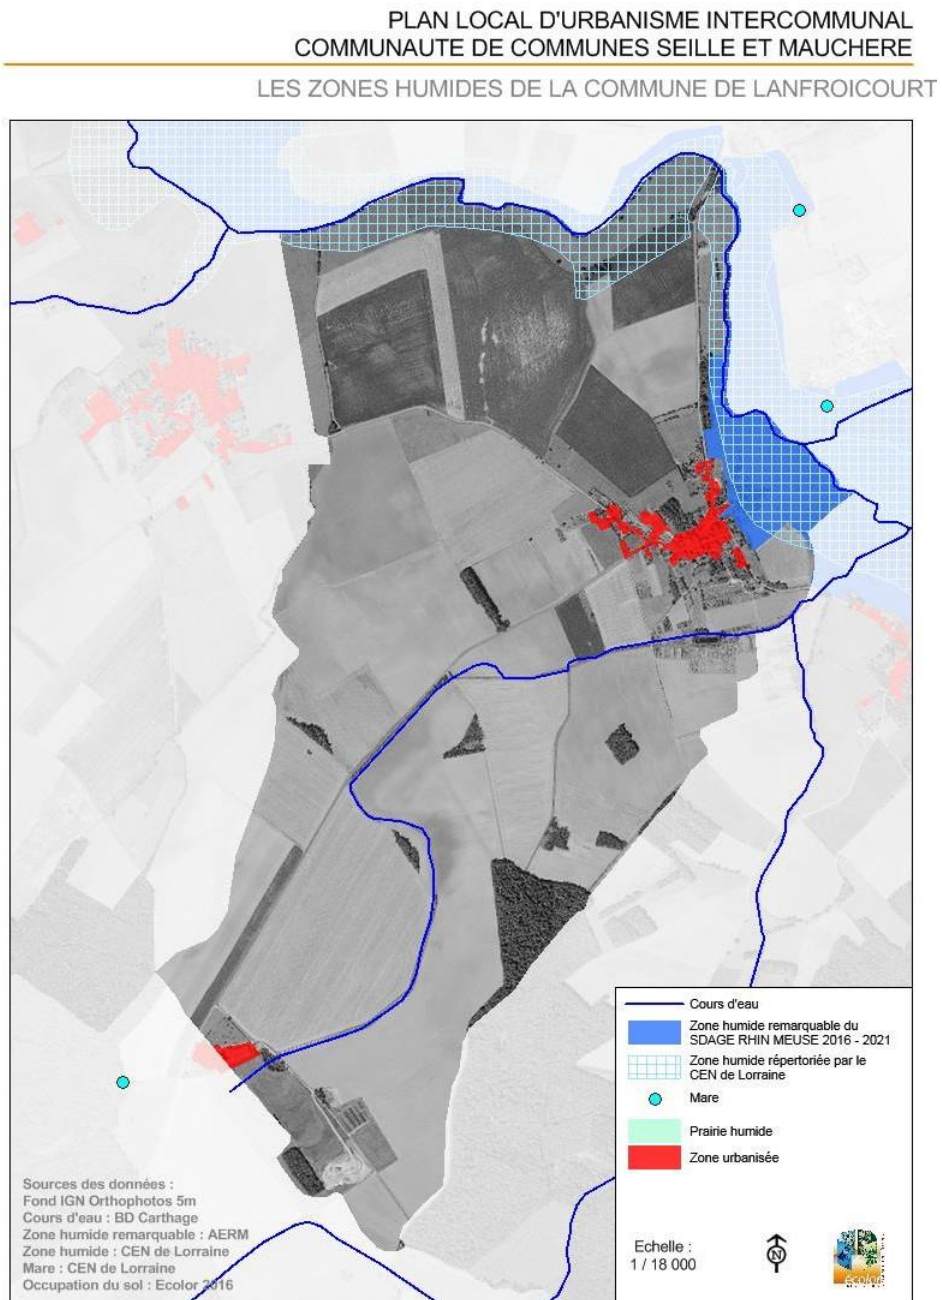 PLAN LOCAL D'URBANISME INTERCOMMUNAL
COMMUNAUTE DE COMMUNES SEILLE ET MAUCHERE
LES ZONES HUMIDES DE LA COMMUNE DE LANFROICOURT
Cours d'eau
Zone humide remarquable du
SDAGE RHIN MEUSE 2016 - 2021
Zone humide répertoriée par le
CEN de Lorraine
Mare
Prairie humide
Zone urbanisée
Echelle :
1 / 18 000
N
écolor
Sources des données :
Fond IGN Orthophotos 5m
Cours d'eau : BD Carthage
Zone humide remarquable : AERM
Zone humide : CEN de Lorraine
Mare : CEN de Lorraine
Occupation du sol : Ecolor 2016